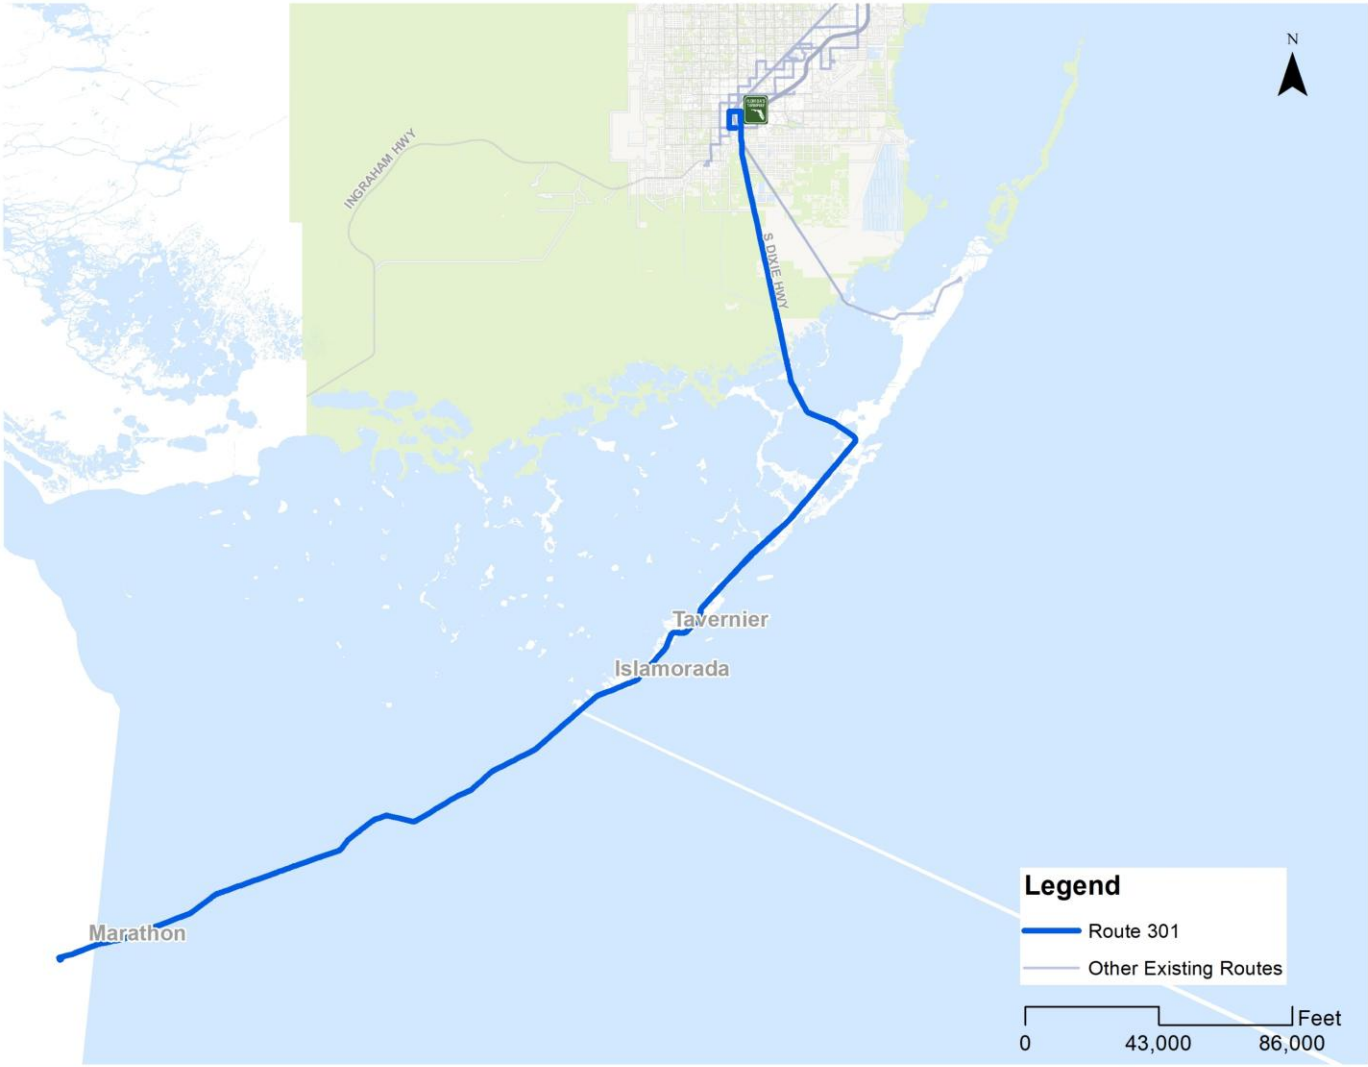 N
INGRAHAM HWY
S DIXIE HWY
Tavernier
Islamorada
Marathon
Legend
Route 301
Other Existing Routes
Feet
0 43,000 86,000